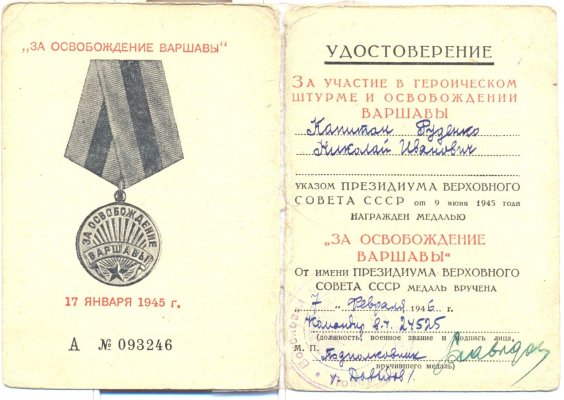 „ЗА ОСВОБОЖДЕНИЕ ВАРШАВЫ"
ЗА ОСВОБОЖДЕНИЕ
ВАРШАВЫ
17 ЯНВАРЯ 1945 г.
А № 093246
УДОСТОВЕРЕНИЕ
ЗА УЧАСТИЕ В ГЕРОИЧЕСКОМ
ШТУРМЕ И ОСВОБОЖДЕНИИ
ВАРШАВЫ
Капитан Руденко
Николай Иванович
УКАЗОМ ПРЕЗИДИУМА ВЕРХОВНОГО
СОВЕТА СССР от 9 июня 1945 года
НАГРАЖДЕН МЕДАЛЬЮ
„ЗА ОСВОБОЖДЕНИЕ
ВАРШАВЫ"
От имени ПРЕЗИДИУМА ВЕРХОВНОГО
СОВЕТА СССР МЕДАЛЬ ВРУЧЕНА
„7" Февраля 1946 г.
Командир в.ч. 24525
(должность, военное звание и подпись лица,
М. П. Подполковник
вручившего медаль)
Давыдов